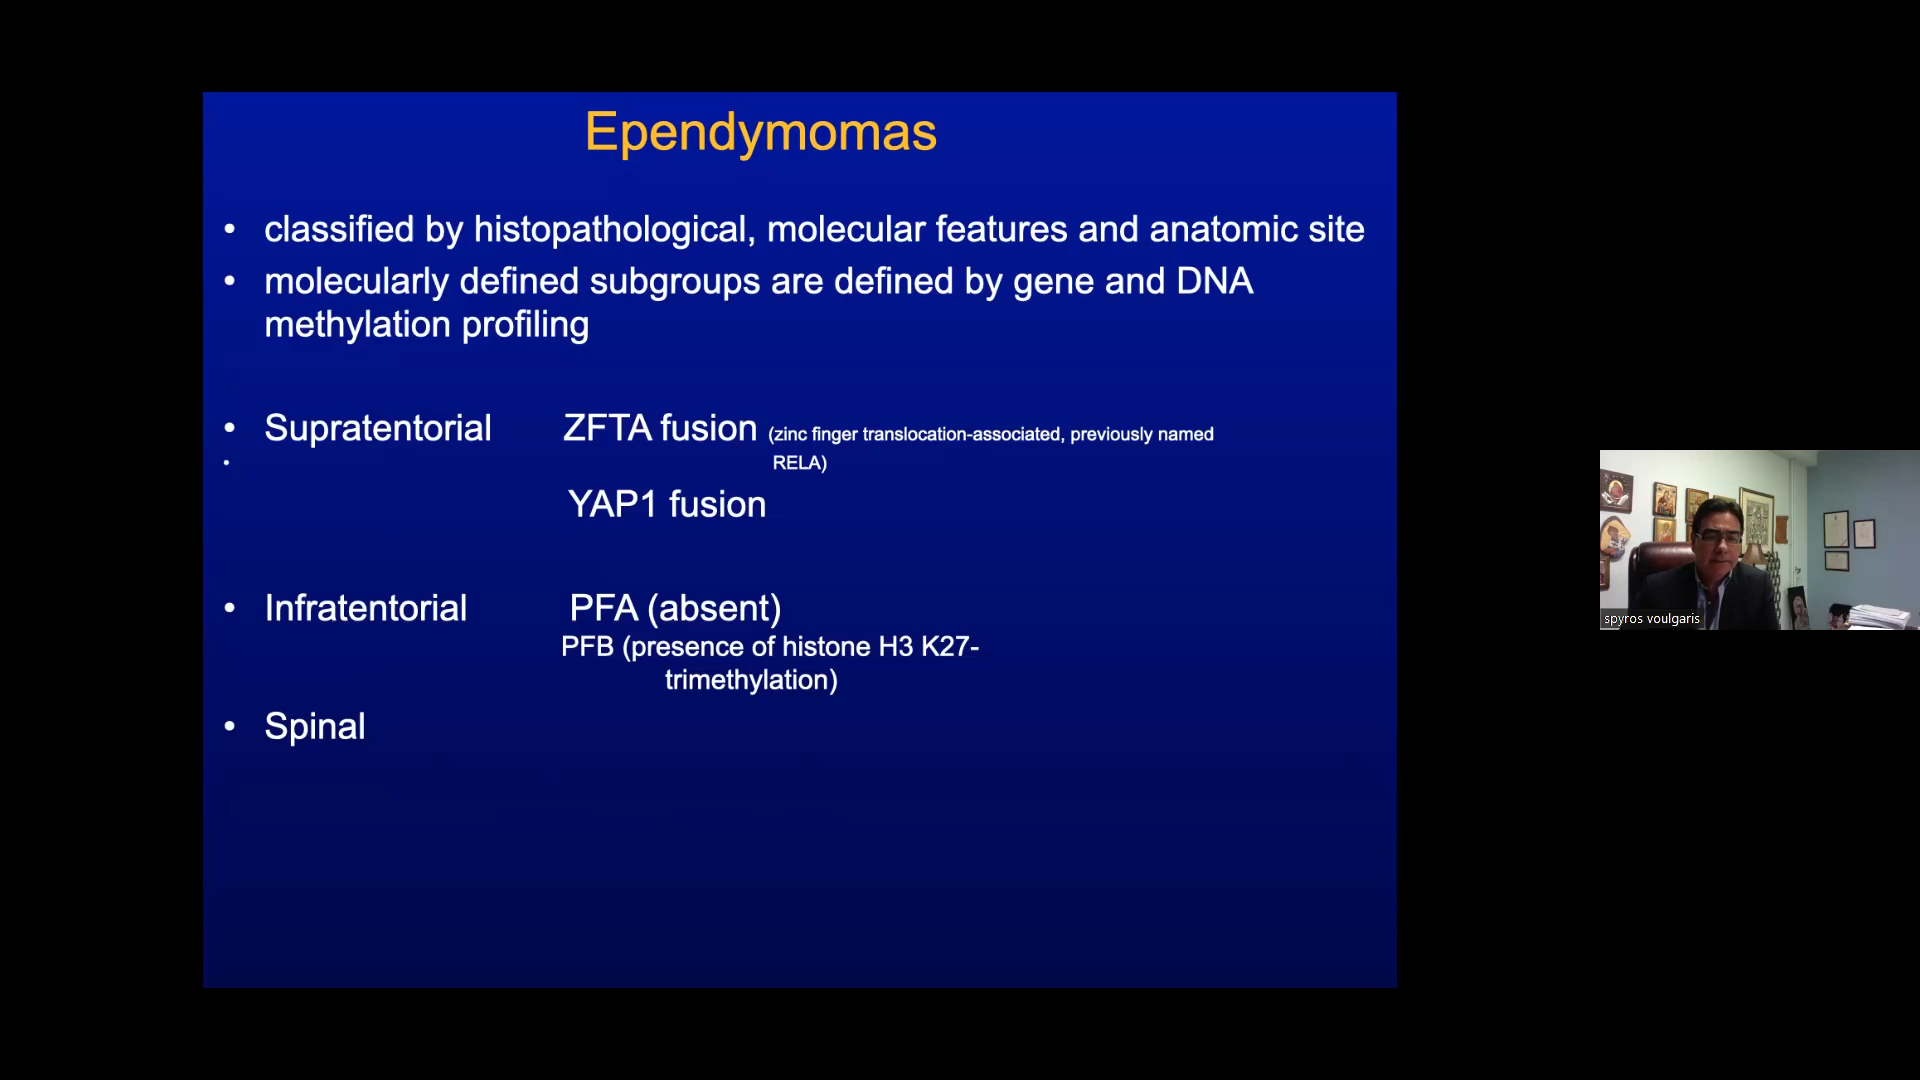 Ependymomas
• classified by histopathological, molecular features and anatomic site
• molecularly defined subgroups are defined by gene and DNA
methylation profiling
• Supratentorial ZFTA fusion (zinc finger translocation-associated, previously named
• RELA)
YAP1 fusion
• Infratentorial PFA (absent)
PFB (presence of histone H3 K27-
trimethylation)
• Spinal
spyros voulgaris